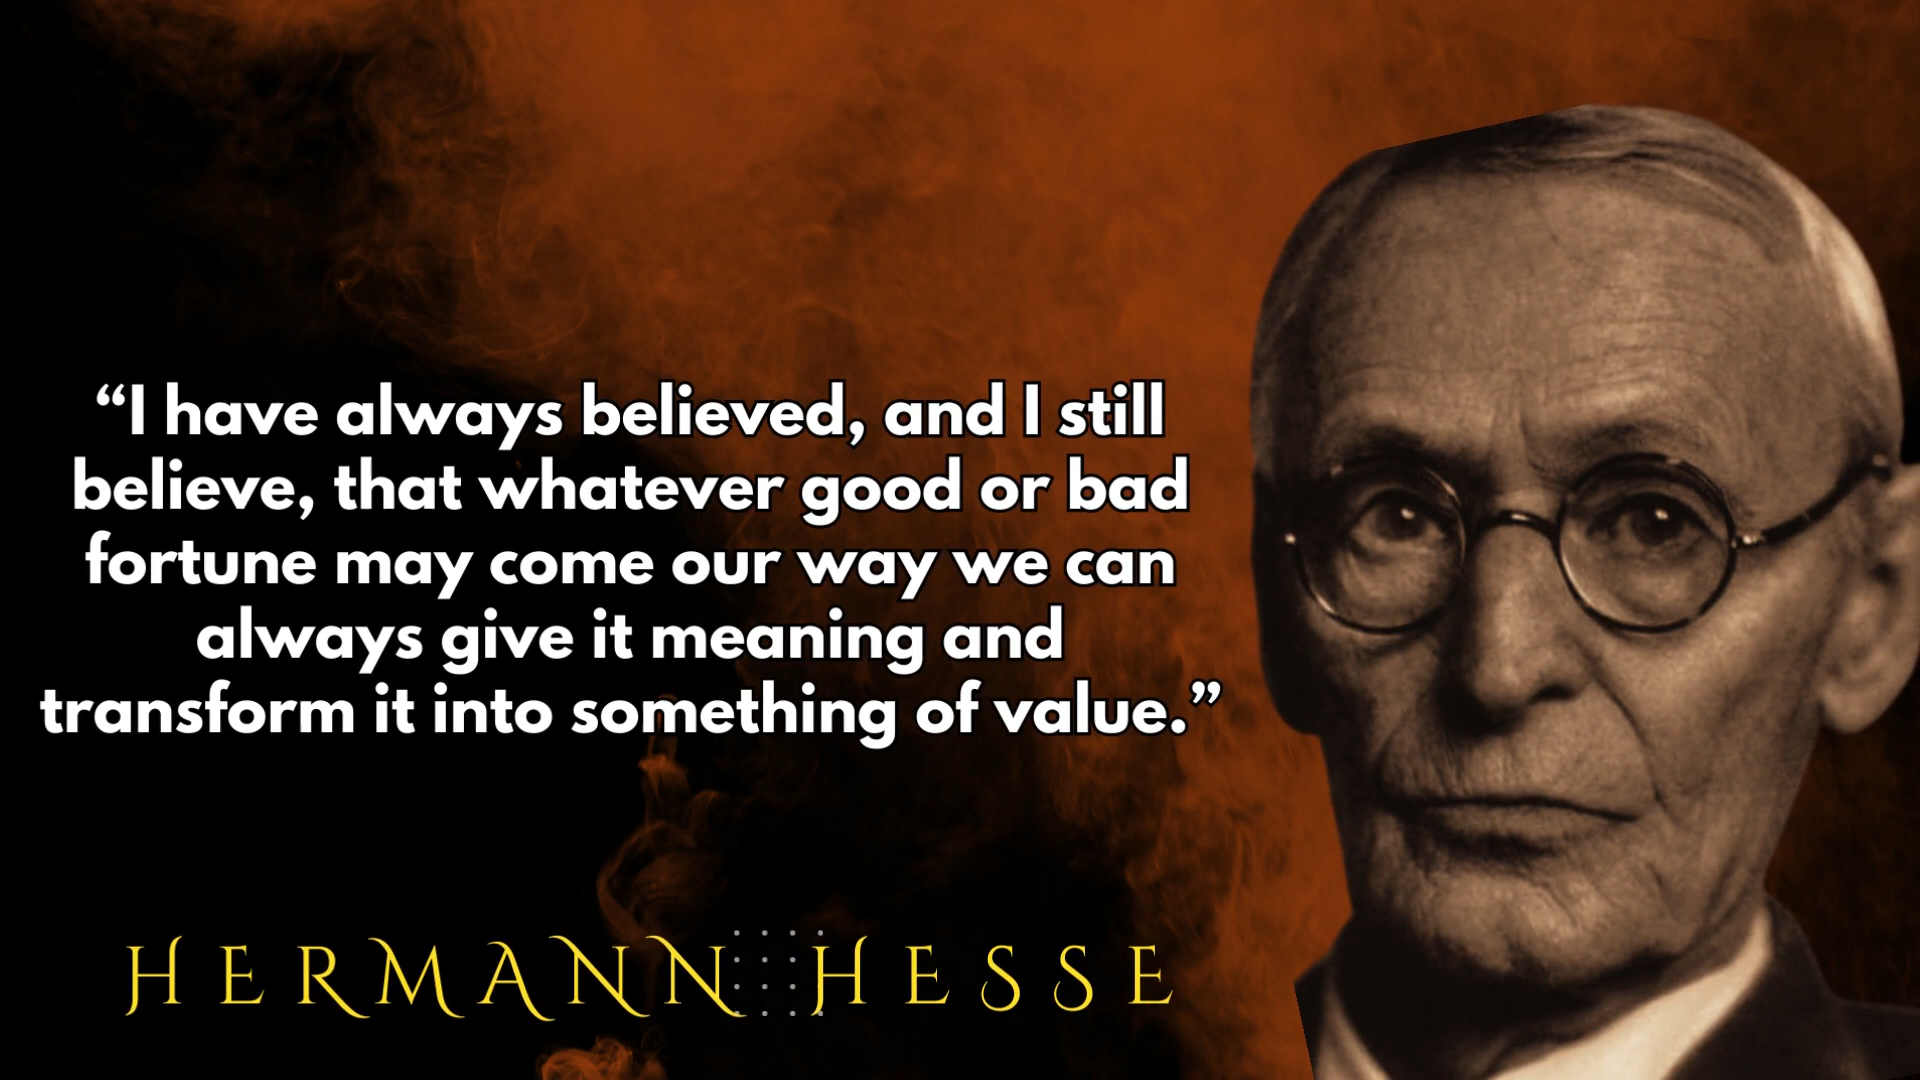 “I have always believed, and I still
believe, that whatever good or bad
fortune may come our way we can
always give it meaning and
transform it into something of value.”
HERMANN HESSE